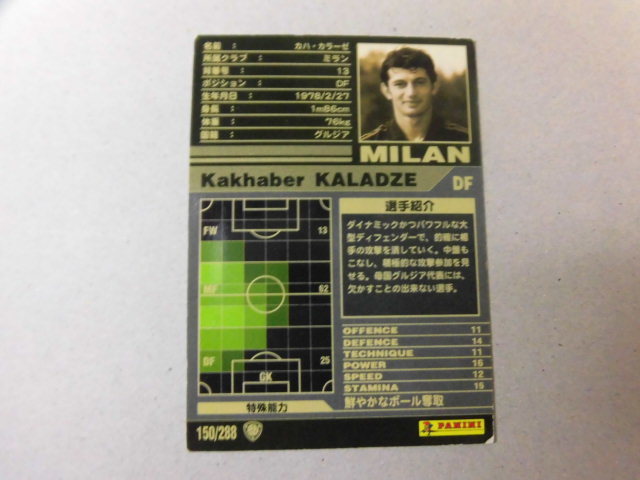 名前 : カハ・カラーゼ
所属クラブ : ミラン
背番号 : 13
ポジション : DF
生年月日 : 1978/2/27
身長 : 1m86cm
体重 : 76kg
国籍 : グルジア
MILAN
Kakhaber KALADZE DF
FW 13
MF 62
DF 25
GK
選手紹介
ダイナミックかつパワフルな大
型ディフェンダーで、的確に相
手の攻撃を潰していく。中盤も
こなし、積極的な攻撃参加を見
せる。母国グルジア代表には、
欠かすことの出来ない選手。
OFFENCE 11
DEFENCE 14
TECHNIQUE 11
POWER 16
SPEED 12
STAMINA 15
特殊能力 鮮やかなボール奪取
150/288 PANINI